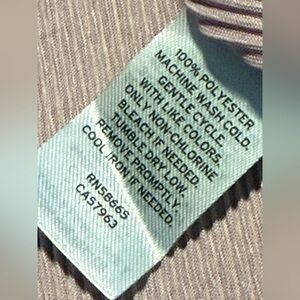 100% POLYESTER
MACHINE WASH COLD.
GENTLE CYCLE.
WITH LIKE COLORS.
ONLY NON-CHLORINE
BLEACH IF NEEDED.
TUMBLE DRY LOW.
REMOVE PROMPTLY.
COOL IRON IF NEEDED.
RN58665
CA57963